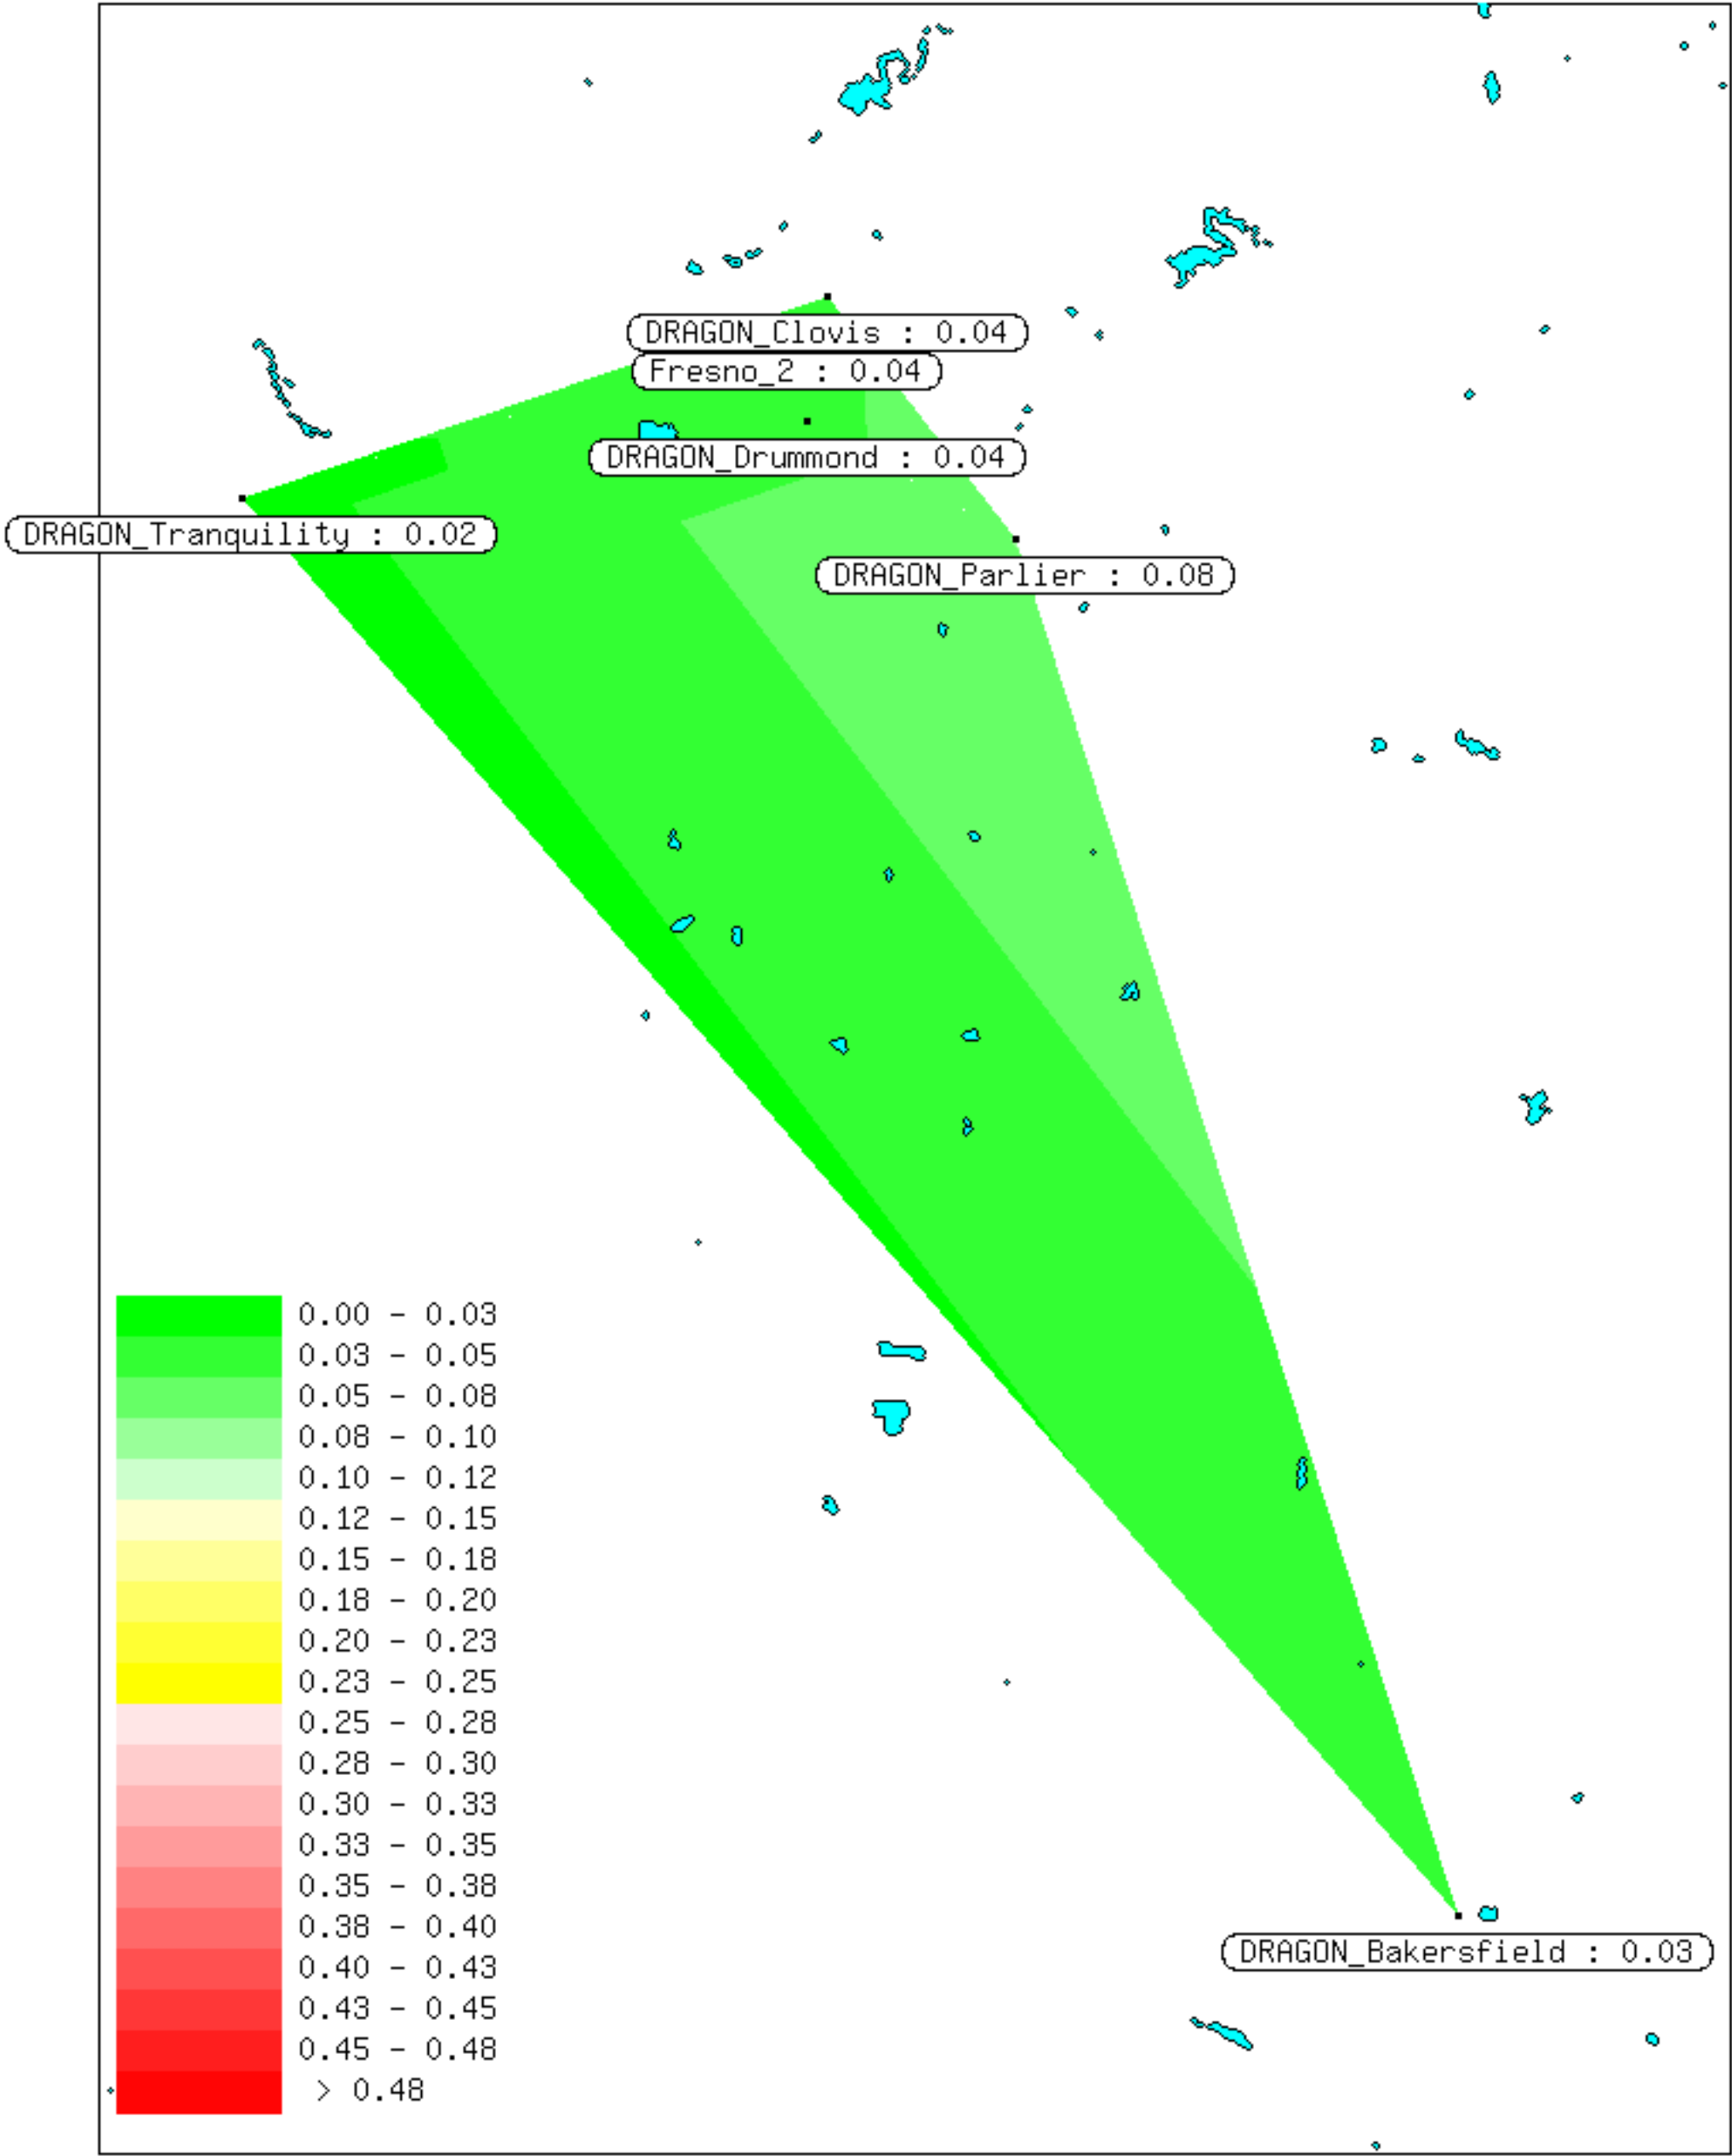 DRAGON_Clovis : 0.04
Fresno_2 : 0.04
DRAGON_Drummond : 0.04
DRAGON_Tranquility : 0.02
DRAGON_Parlier : 0.08
0.00 - 0.03
0.03 - 0.05
0.05 - 0.08
0.08 - 0.10
0.10 - 0.12
0.12 - 0.15
0.15 - 0.18
0.18 - 0.20
0.20 - 0.23
0.23 - 0.25
0.25 - 0.28
0.28 - 0.30
0.30 - 0.33
0.33 - 0.35
0.35 - 0.38
0.38 - 0.40
0.40 - 0.43
0.43 - 0.45
0.45 - 0.48
> 0.48
DRAGON_Bakersfield : 0.03